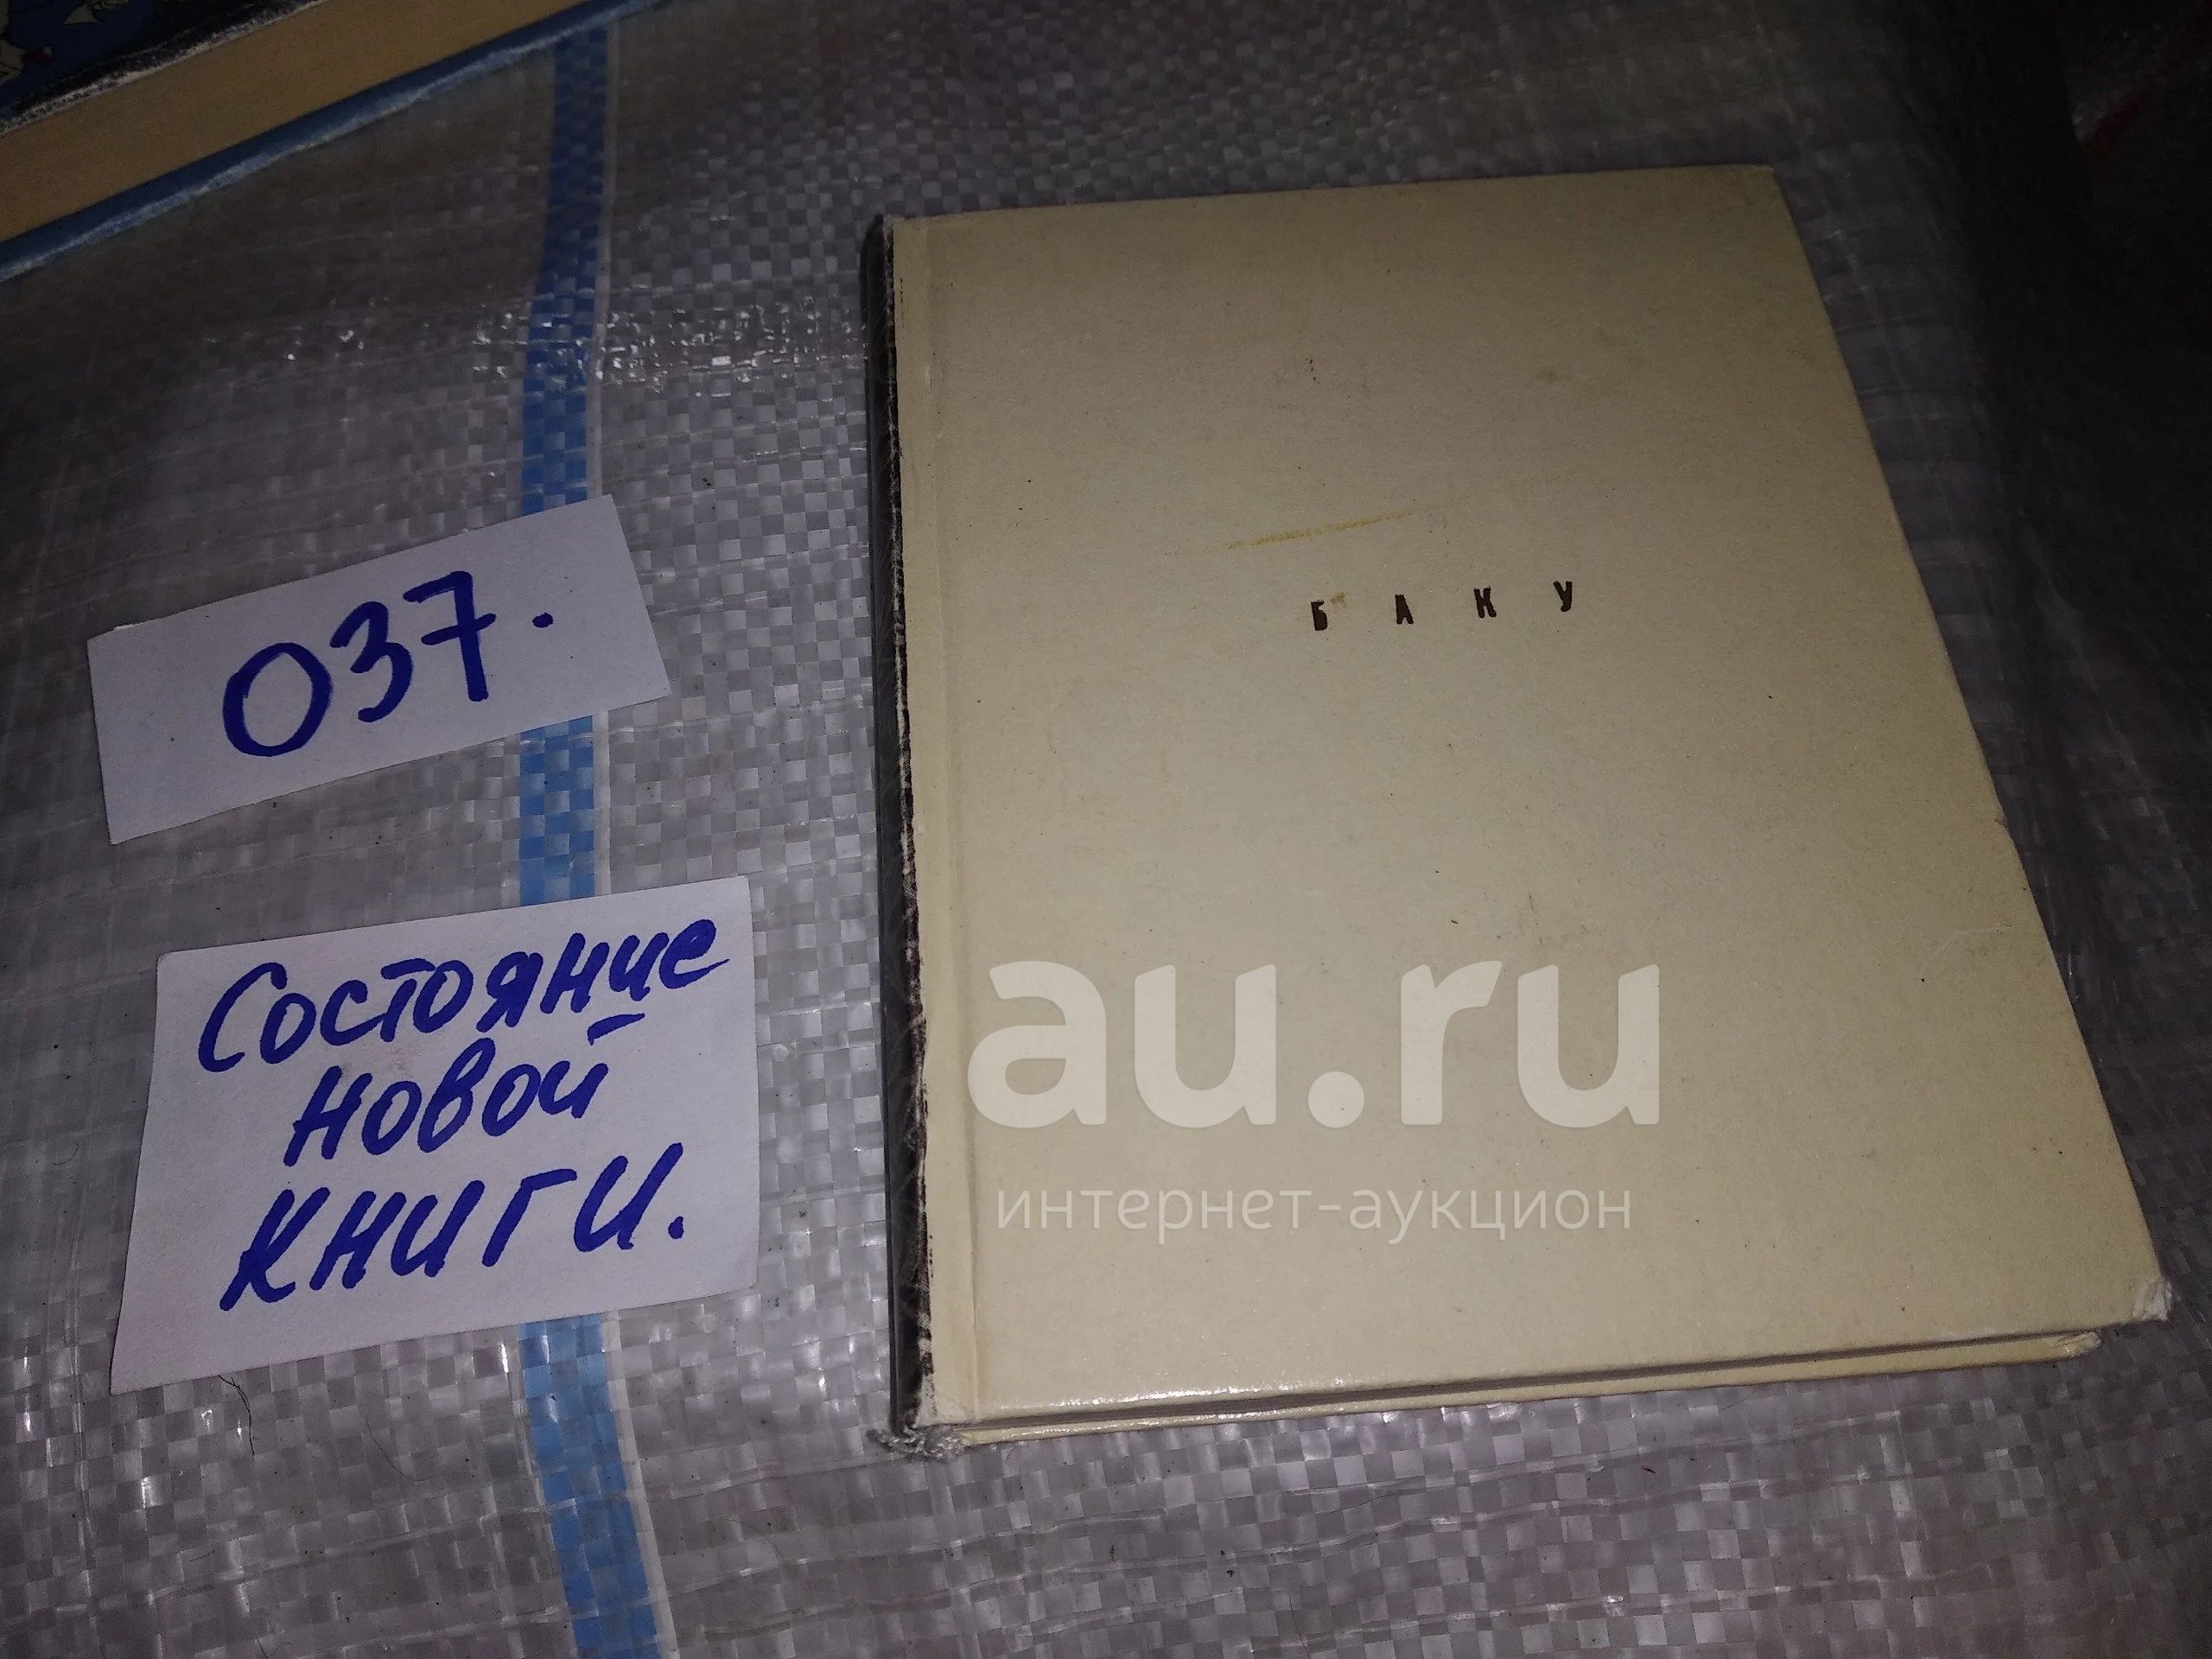 037.
Состояние
новой
книги.
БАКУ
au.ru
интернет-аукцион